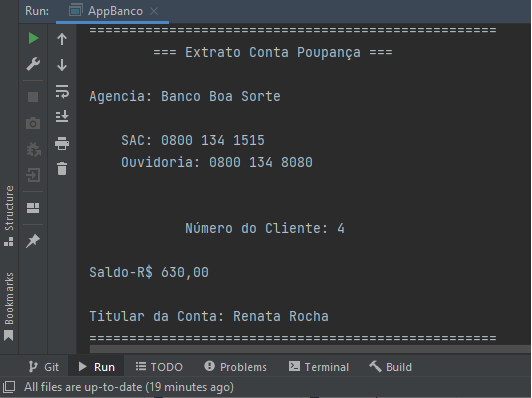 Run: AppBanco ×
===================================================
=== Extrato Conta Poupança ===
Agencia: Banco Boa Sorte
SAC: 0800 134 1515
Ouvidoria: 0800 134 8080
Número do Cliente: 4
Saldo-R$ 630,00
Titular da Conta: Renata Rocha
===================================================
Structure
Bookmarks
Git Run TODO Problems Terminal Build
All files are up-to-date (19 minutes ago)